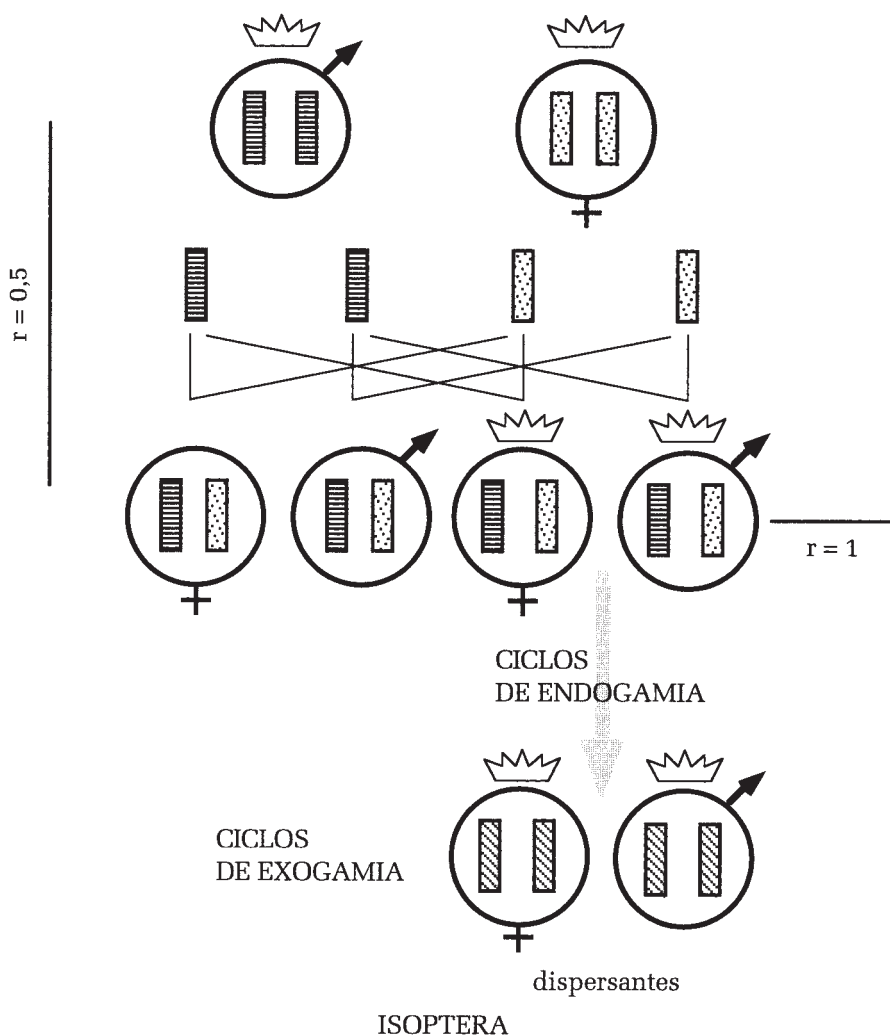 r = 0,5
r = 1
CICLOS
DE ENDOGAMIA
CICLOS
DE EXOGAMIA
dispersantes
ISOPTERA